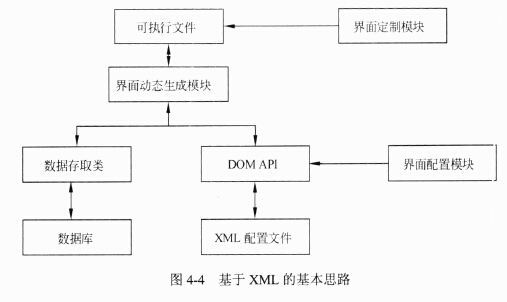 可执行文件
界面定制模块
界面动态生成模块
数据存取类
DOM API
界面配置模块
数据库
XML 配置文件
图 4-4 基于 XML 的基本思路